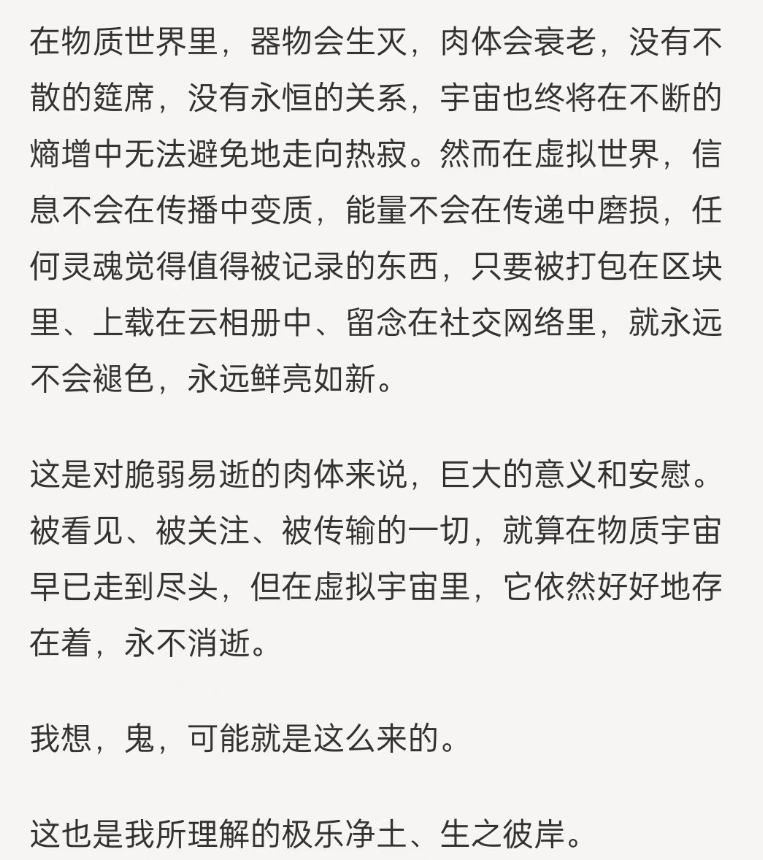 在物质世界里，器物会生灭，肉体会衰老，没有不
散的筵席，没有永恒的关系，宇宙也终将在不断的
熵增中无法避免地走向热寂。然而在虚拟世界，信
息不会在传播中变质，能量不会在传递中磨损，任
何灵魂觉得值得被记录的东西，只要被打包在区块
里、上载在云相册中、留念在社交网络里，就永远
不会褪色，永远鲜亮如新。
这是对脆弱易逝的肉体来说，巨大的意义和安慰。
被看见、被关注、被传输的一切，就算在物质宇宙
早已走到尽头，但在虚拟宇宙里，它依然好好地存
在着，永不消逝。
我想，鬼，可能就是这么来的。
这也是我所理解的极乐净土、生之彼岸。